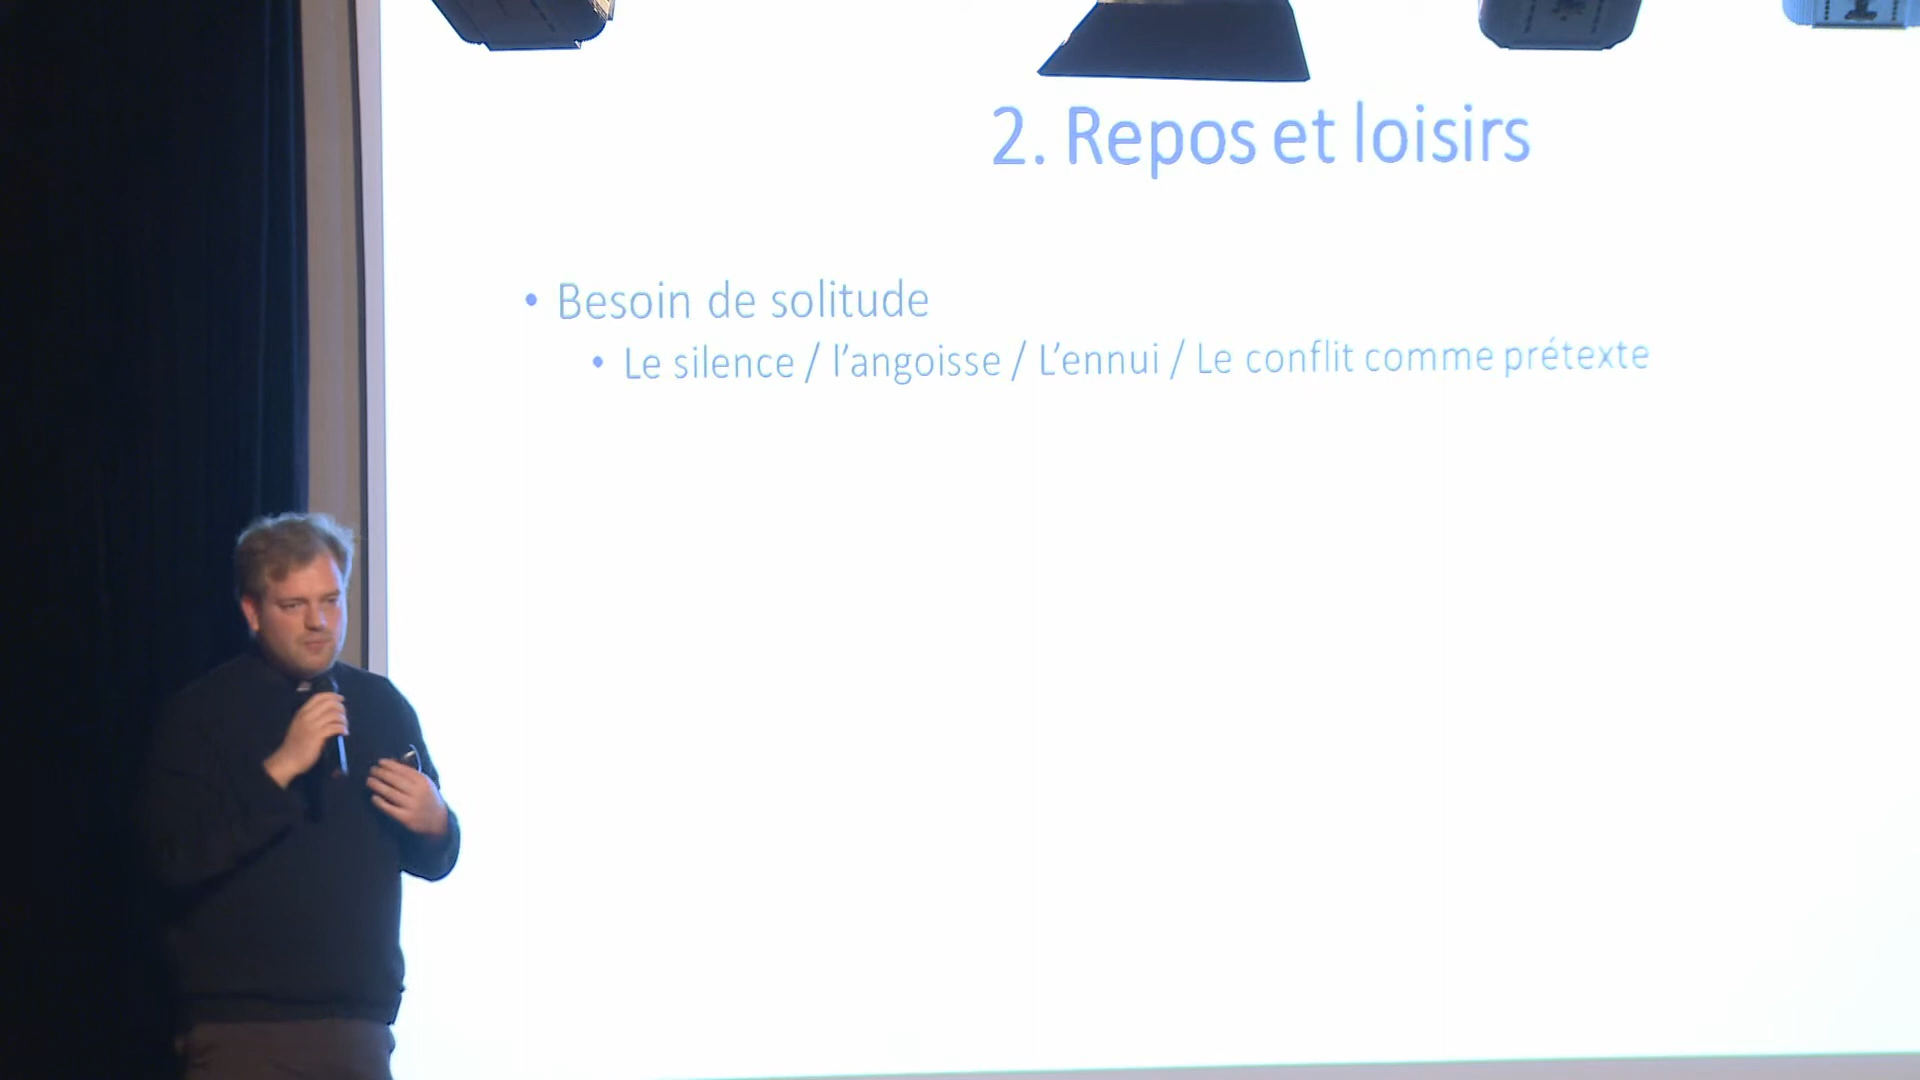 2. Repos et loisirs
• Besoin de solitude
• Le silence / l’angoisse / L’ennui / Le conflit comme prétexte